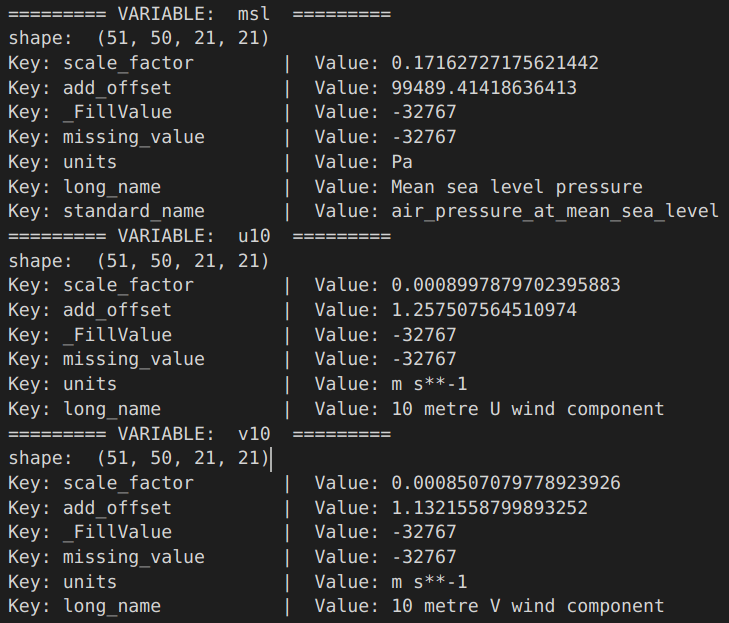 ========= VARIABLE:  msl  =========
shape:  (51, 50, 21, 21)
Key: scale_factor        |  Value: 0.17162727175621442
Key: add_offset          |  Value: 99489.41418636413
Key: _FillValue          |  Value: -32767
Key: missing_value       |  Value: -32767
Key: units               |  Value: Pa
Key: long_name           |  Value: Mean sea level pressure
Key: standard_name       |  Value: air_pressure_at_mean_sea_level
========= VARIABLE:  u10  =========
shape:  (51, 50, 21, 21)
Key: scale_factor        |  Value: 0.0008997879702395883
Key: add_offset          |  Value: 1.257507564510974
Key: _FillValue          |  Value: -32767
Key: missing_value       |  Value: -32767
Key: units               |  Value: m s**-1
Key: long_name           |  Value: 10 metre U wind component
========= VARIABLE:  v10  =========
shape:  (51, 50, 21, 21)
Key: scale_factor        |  Value: 0.0008507079778923926
Key: add_offset          |  Value: 1.1321558799893252
Key: _FillValue          |  Value: -32767
Key: missing_value       |  Value: -32767
Key: units               |  Value: m s**-1
Key: long_name           |  Value: 10 metre V wind component